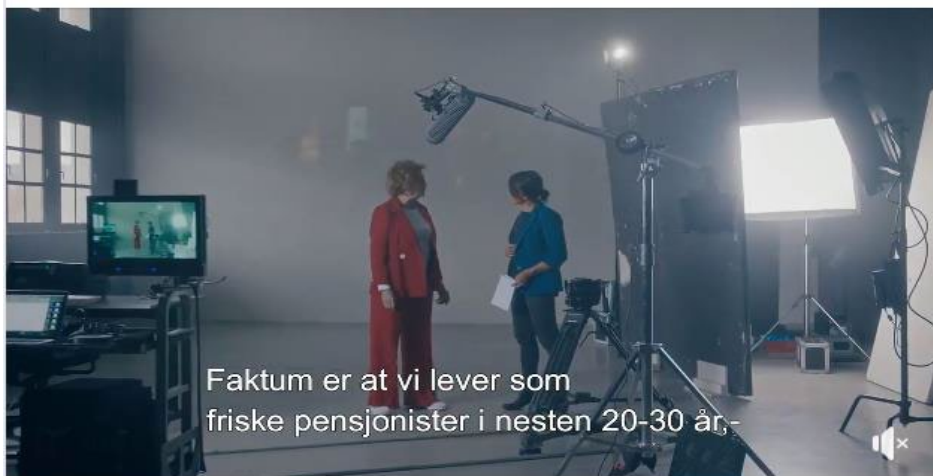 Faktum er at vi lever som
friske pensjonister i nesten 20-30 år,-